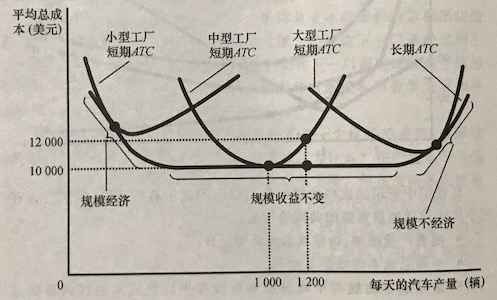 平均总成
本 (美元)
小型工厂
短期ATC
中型工厂
短期ATC
大型工厂
短期ATC
长期ATC
12 000
10 000
规模经济
规模收益不变
规模不经济
0
1 000
1 200
每天的汽车产量 (辆)